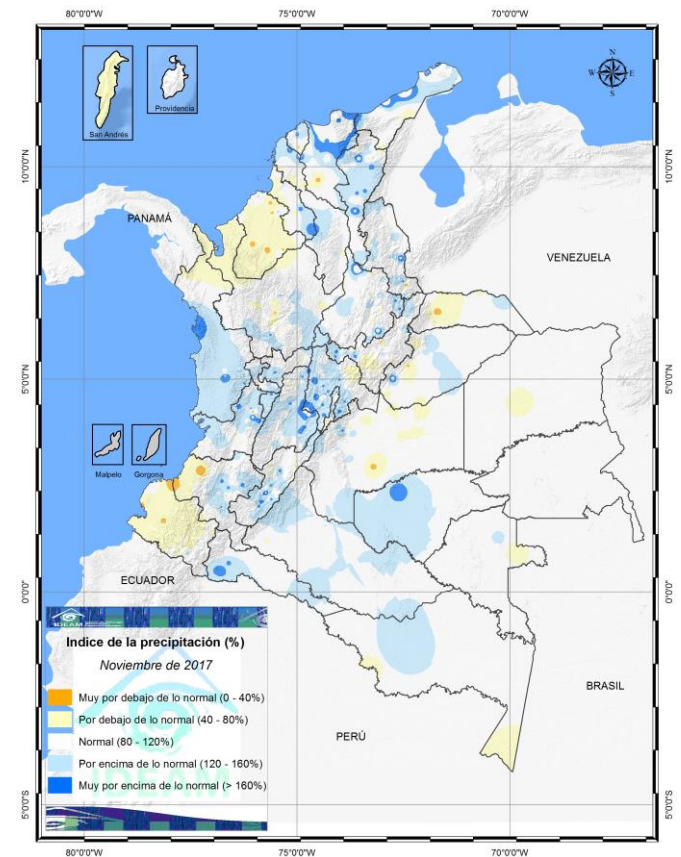 80°0'0"W 75°0'0"W 70°0'0"W
San Andrés
Providencia
N
W E
S
10°0'0"N 10°0'0"N
PANAMÁ
VENEZUELA
5°0'0"N 5°0'0"N
Malpelo Gorgona
ECUADOR
0°0'0" 0°0'0"
IDEAM
Indice de la precipitación (%)
Noviembre de 2017
Muy por debajo de lo normal (0 - 40%)
Por debajo de lo normal (40 - 80%)
Normal (80 - 120%)
Por encima de lo normal (120 - 160%)
Muy por encima de lo normal (> 160%)
IDEAM
BRASIL
PERÚ
5°0'0"S 5°0'0"S
80°0'0"W 75°0'0"W 70°0'0"W